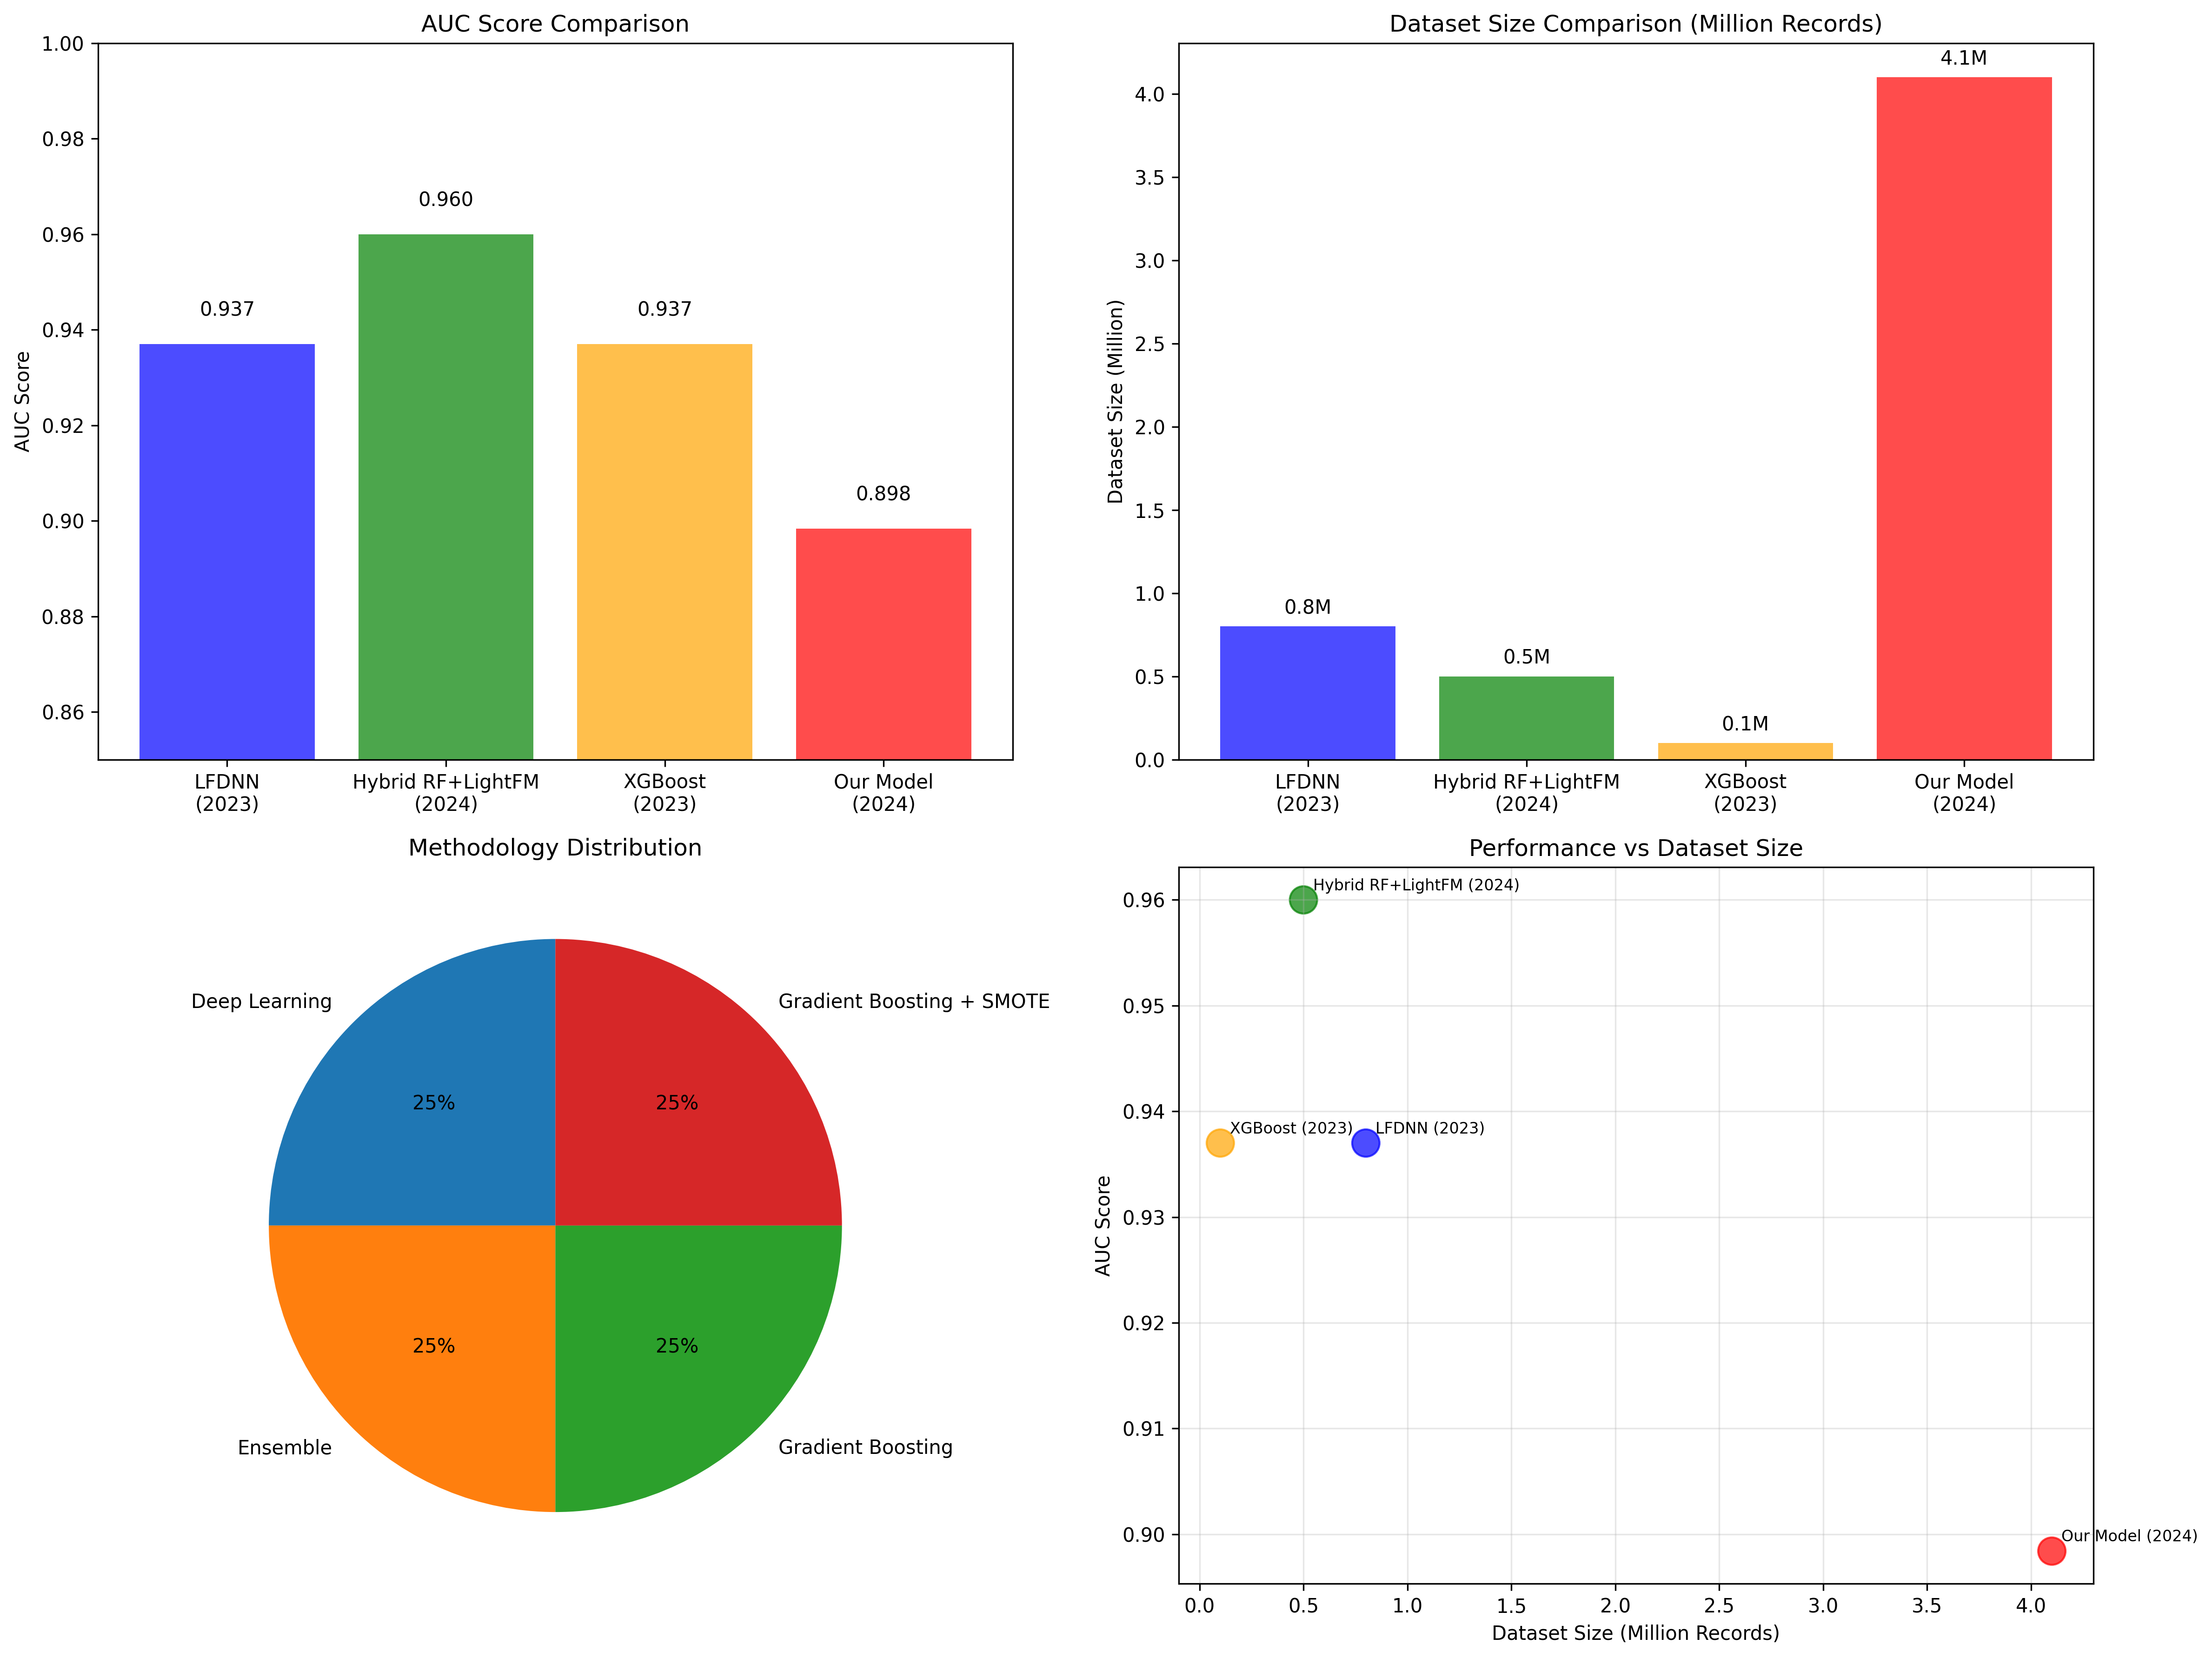 AUC Score Comparison
1.00
0.98
0.96
0.94
0.92
0.90
0.88
0.86
AUC Score
0.937
0.960
0.937
0.898
LFDNN
(2023)
Hybrid RF+LightFM
(2024)
XGBoost
(2023)
Our Model
(2024)
Dataset Size Comparison (Million Records)
4.0
3.5
3.0
2.5
2.0
1.5
1.0
0.5
0.0
Dataset Size (Million)
0.8M
0.5M
0.1M
4.1M
LFDNN
(2023)
Hybrid RF+LightFM
(2024)
XGBoost
(2023)
Our Model
(2024)
Methodology Distribution
Deep Learning
Gradient Boosting + SMOTE
25%
25%
25%
25%
Ensemble
Gradient Boosting
Performance vs Dataset Size
0.96
0.95
0.94
0.93
0.92
0.91
0.90
AUC Score
Hybrid RF+LightFM (2024)
XGBoost (2023)
LFDNN (2023)
Our Model (2024)
0.0
0.5
1.0
1.5
2.0
2.5
3.0
3.5
4.0
Dataset Size (Million Records)